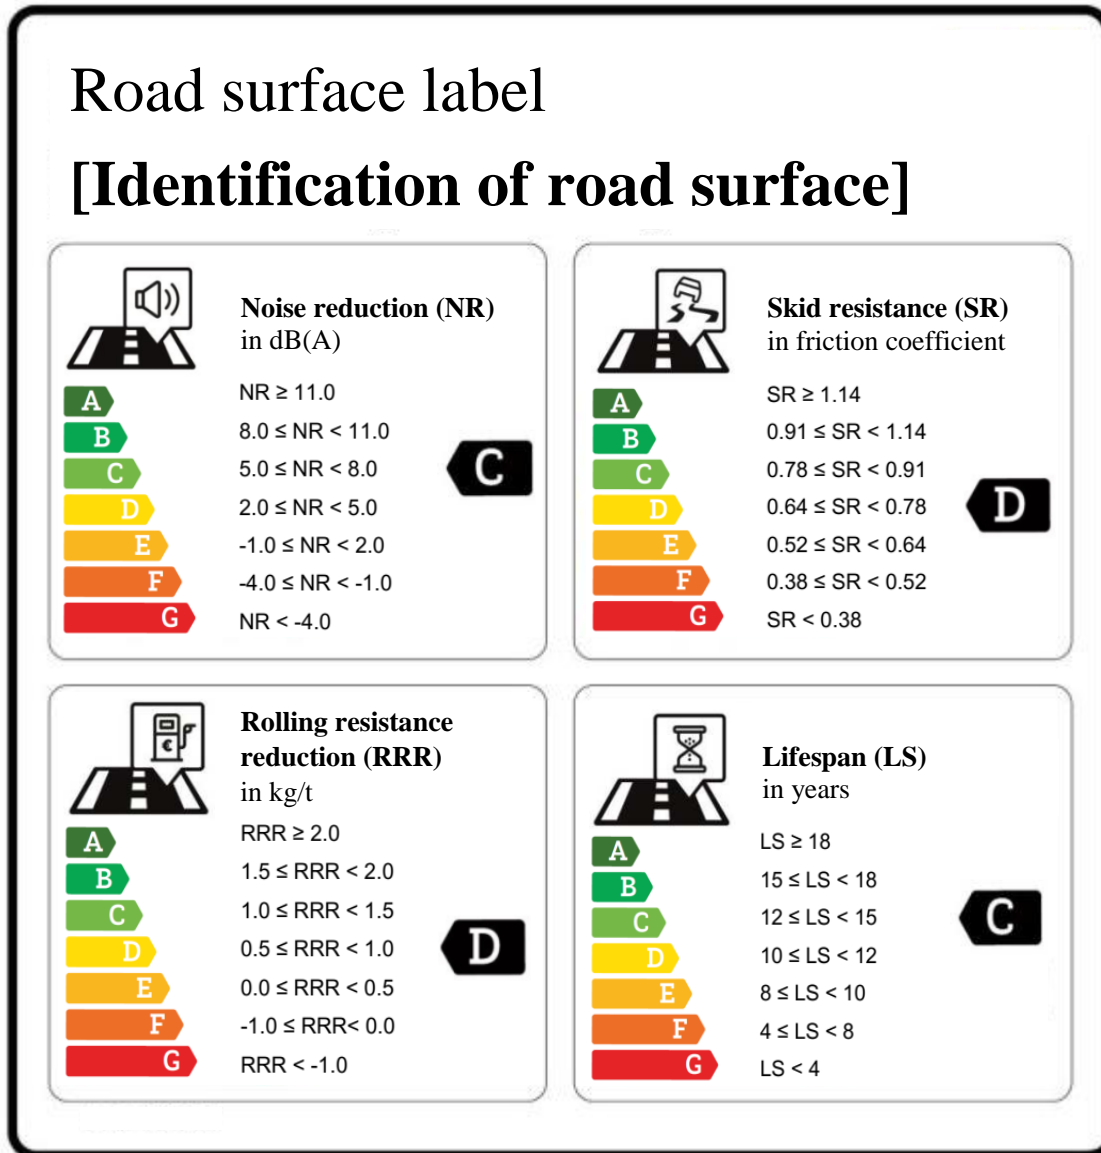 Road surface label
[Identification of road surface]
Noise reduction (NR)
in dB(A)
A
NR ≥ 11.0
B
8.0 ≤ NR < 11.0
C
5.0 ≤ NR < 8.0
C
D
2.0 ≤ NR < 5.0
E
-1.0 ≤ NR < 2.0
F
-4.0 ≤ NR < -1.0
G
NR < -4.0
Skid resistance (SR)
in friction coefficient
A
SR ≥ 1.14
B
0.91 ≤ SR < 1.14
C
0.78 ≤ SR < 0.91
D
0.64 ≤ SR < 0.78
D
E
0.52 ≤ SR < 0.64
F
0.38 ≤ SR < 0.52
G
SR < 0.38
€
Rolling resistance
reduction (RRR)
in kg/t
A
RRR ≥ 2.0
B
1.5 ≤ RRR < 2.0
C
1.0 ≤ RRR < 1.5
D
0.5 ≤ RRR < 1.0
D
E
0.0 ≤ RRR < 0.5
F
-1.0 ≤ RRR< 0.0
G
RRR < -1.0
Lifespan (LS)
in years
A
LS ≥ 18
B
15 ≤ LS < 18
C
12 ≤ LS < 15
C
D
10 ≤ LS < 12
E
8 ≤ LS < 10
F
4 ≤ LS < 8
G
LS < 4